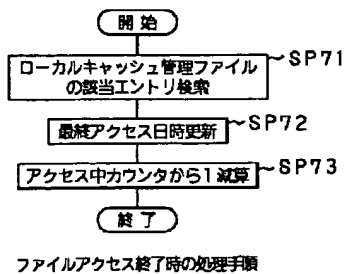 開始
ローカルキャッシュ管理ファイル
の該当エントリ検索
SP71
最終アクセス日時更新
SP72
アクセス中カウンタから1減算
SP73
終了
ファイルアクセス終了時の処理手順